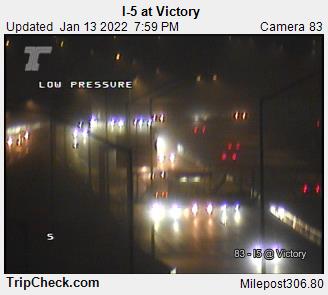 I-5 at Victory
Updated Jan 13 2022 7:59 PM Camera 83
T
LOW PRESSURE
S
83 - I5 @ Victory
TripCheck.com Milepost306.80